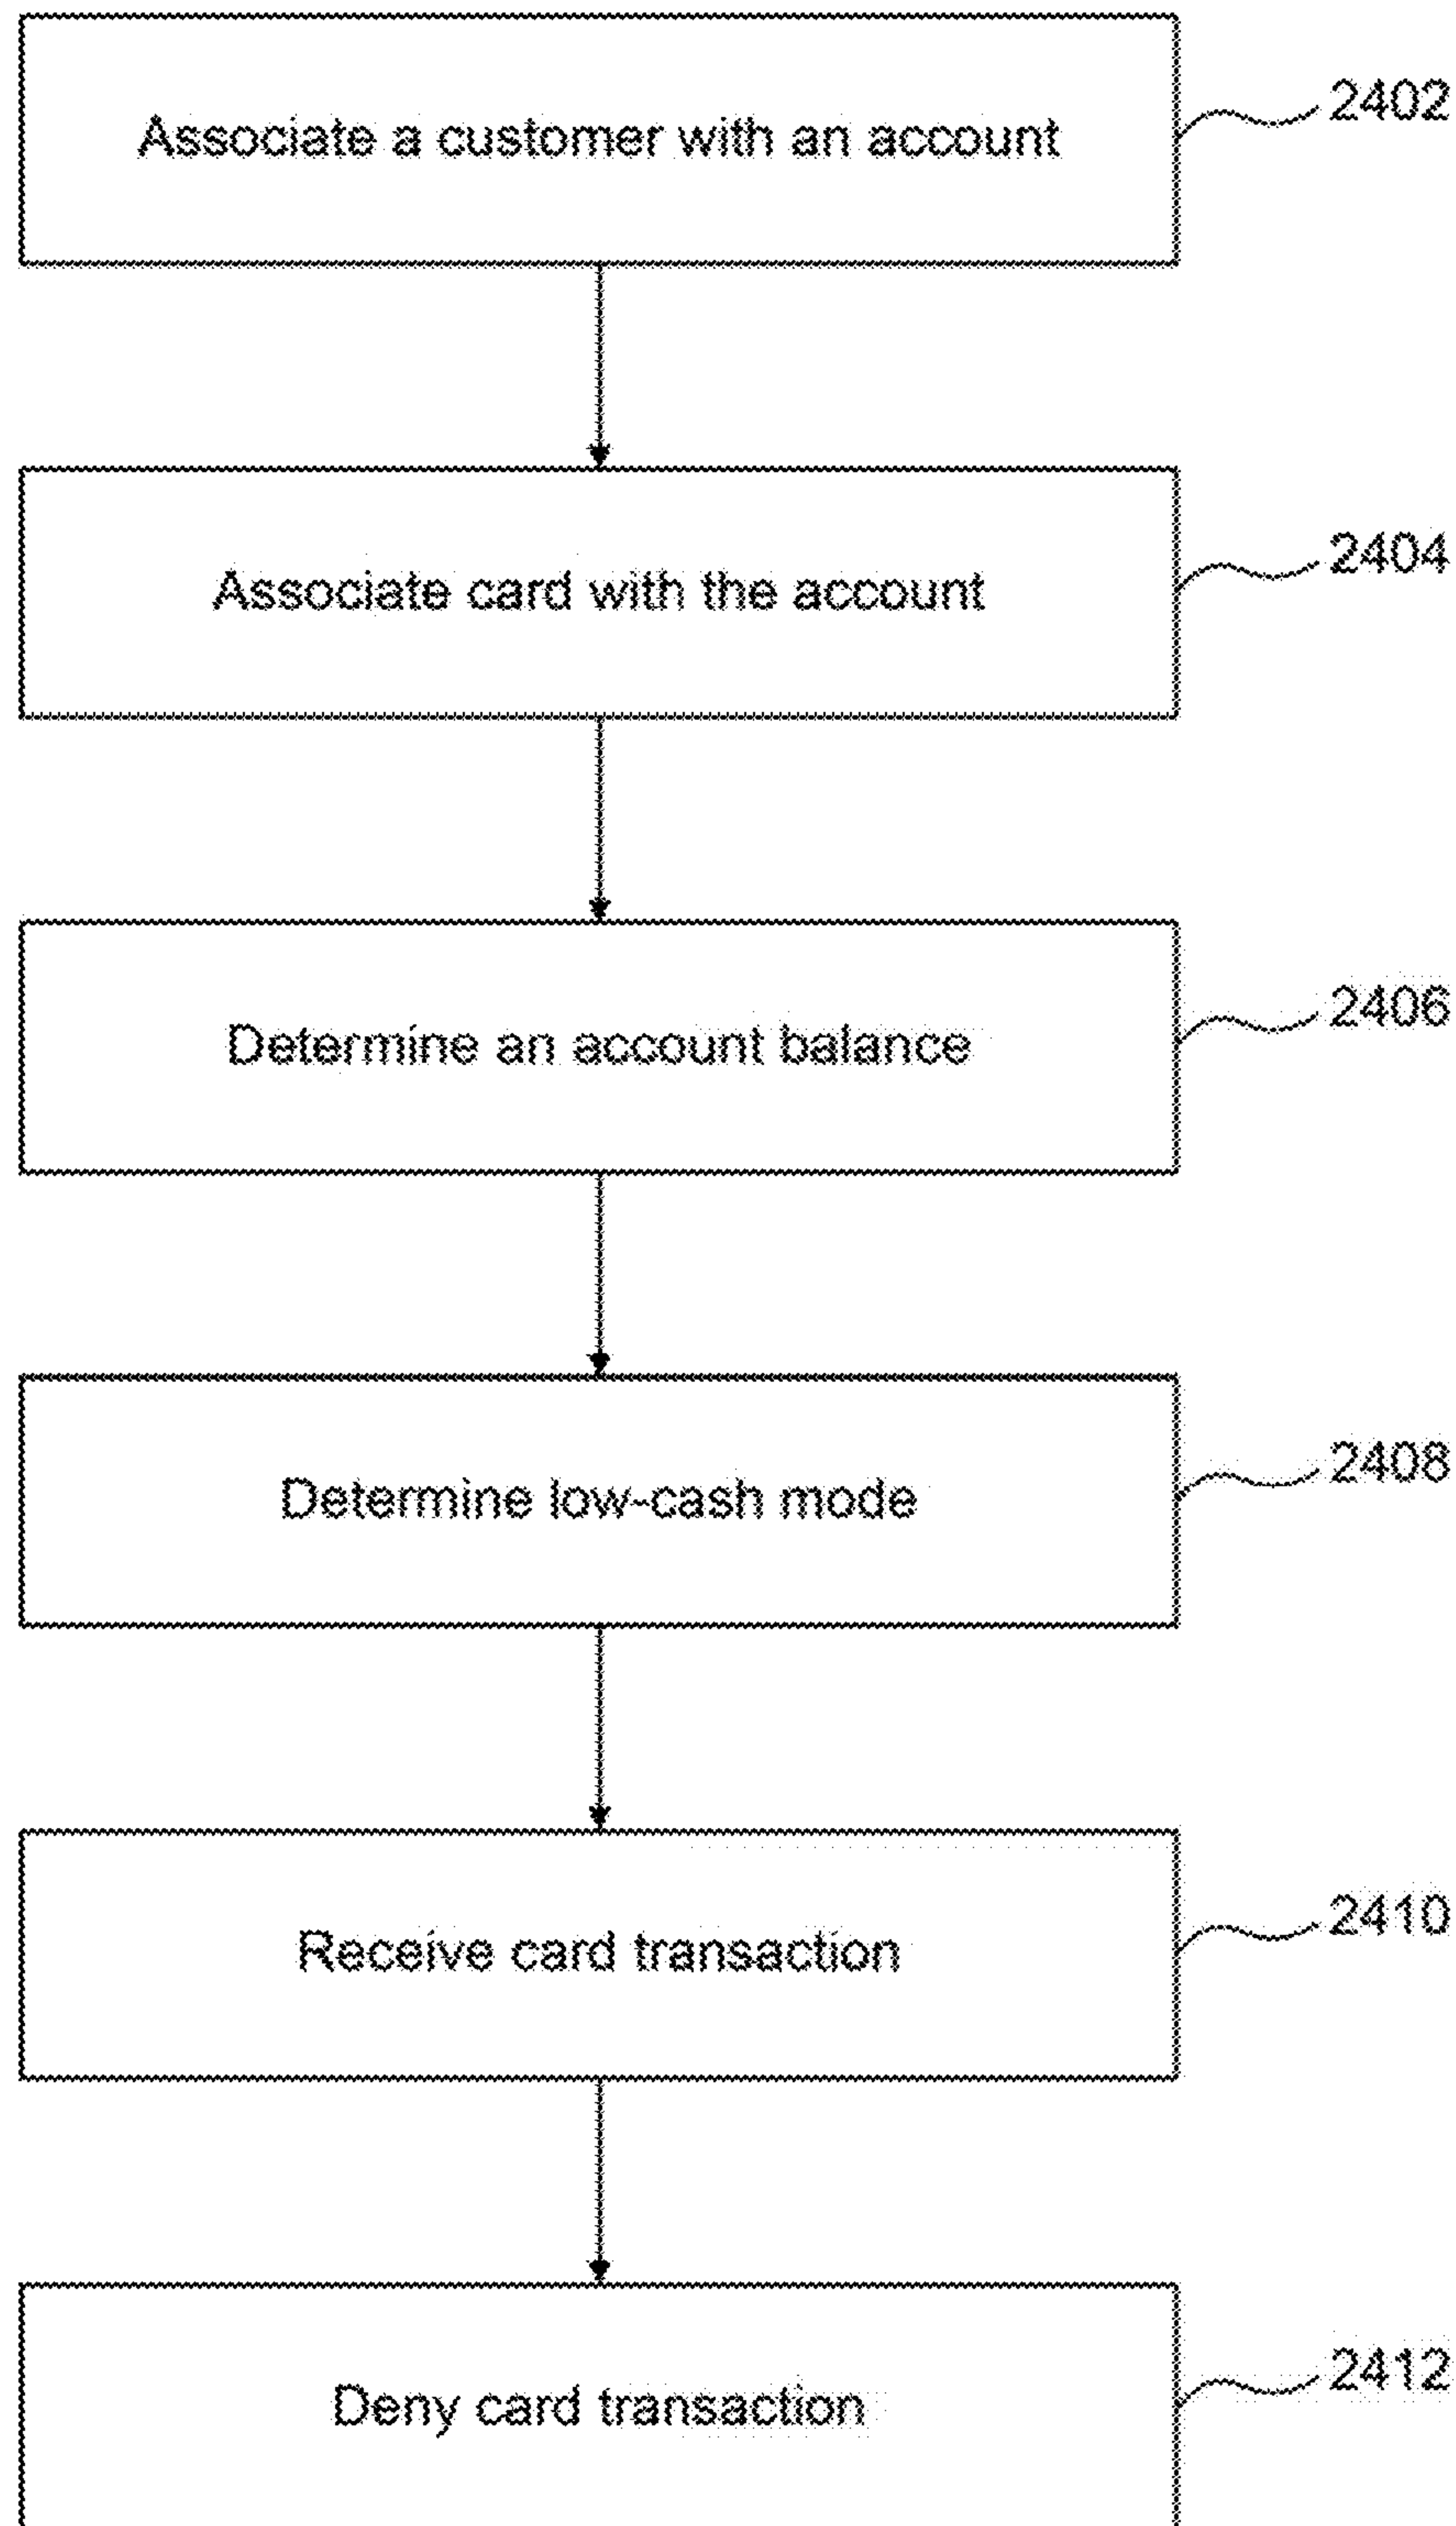 Associate a customer with an account
2402
Associate card with the account
2404
Determine an account balance
2406
Determine low-cash mode
2408
Receive card transaction
2410
Deny card transaction
2412